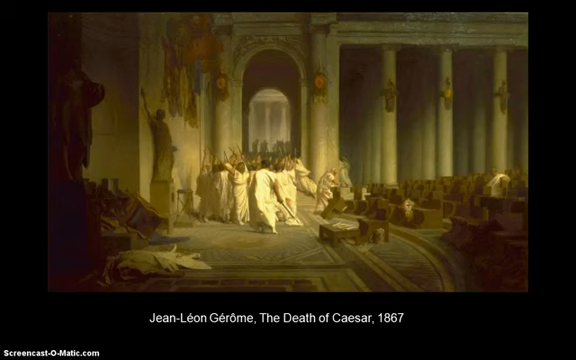 Jean-Léon Gérôme, The Death of Caesar, 1867
Screencast-O-Matic.com